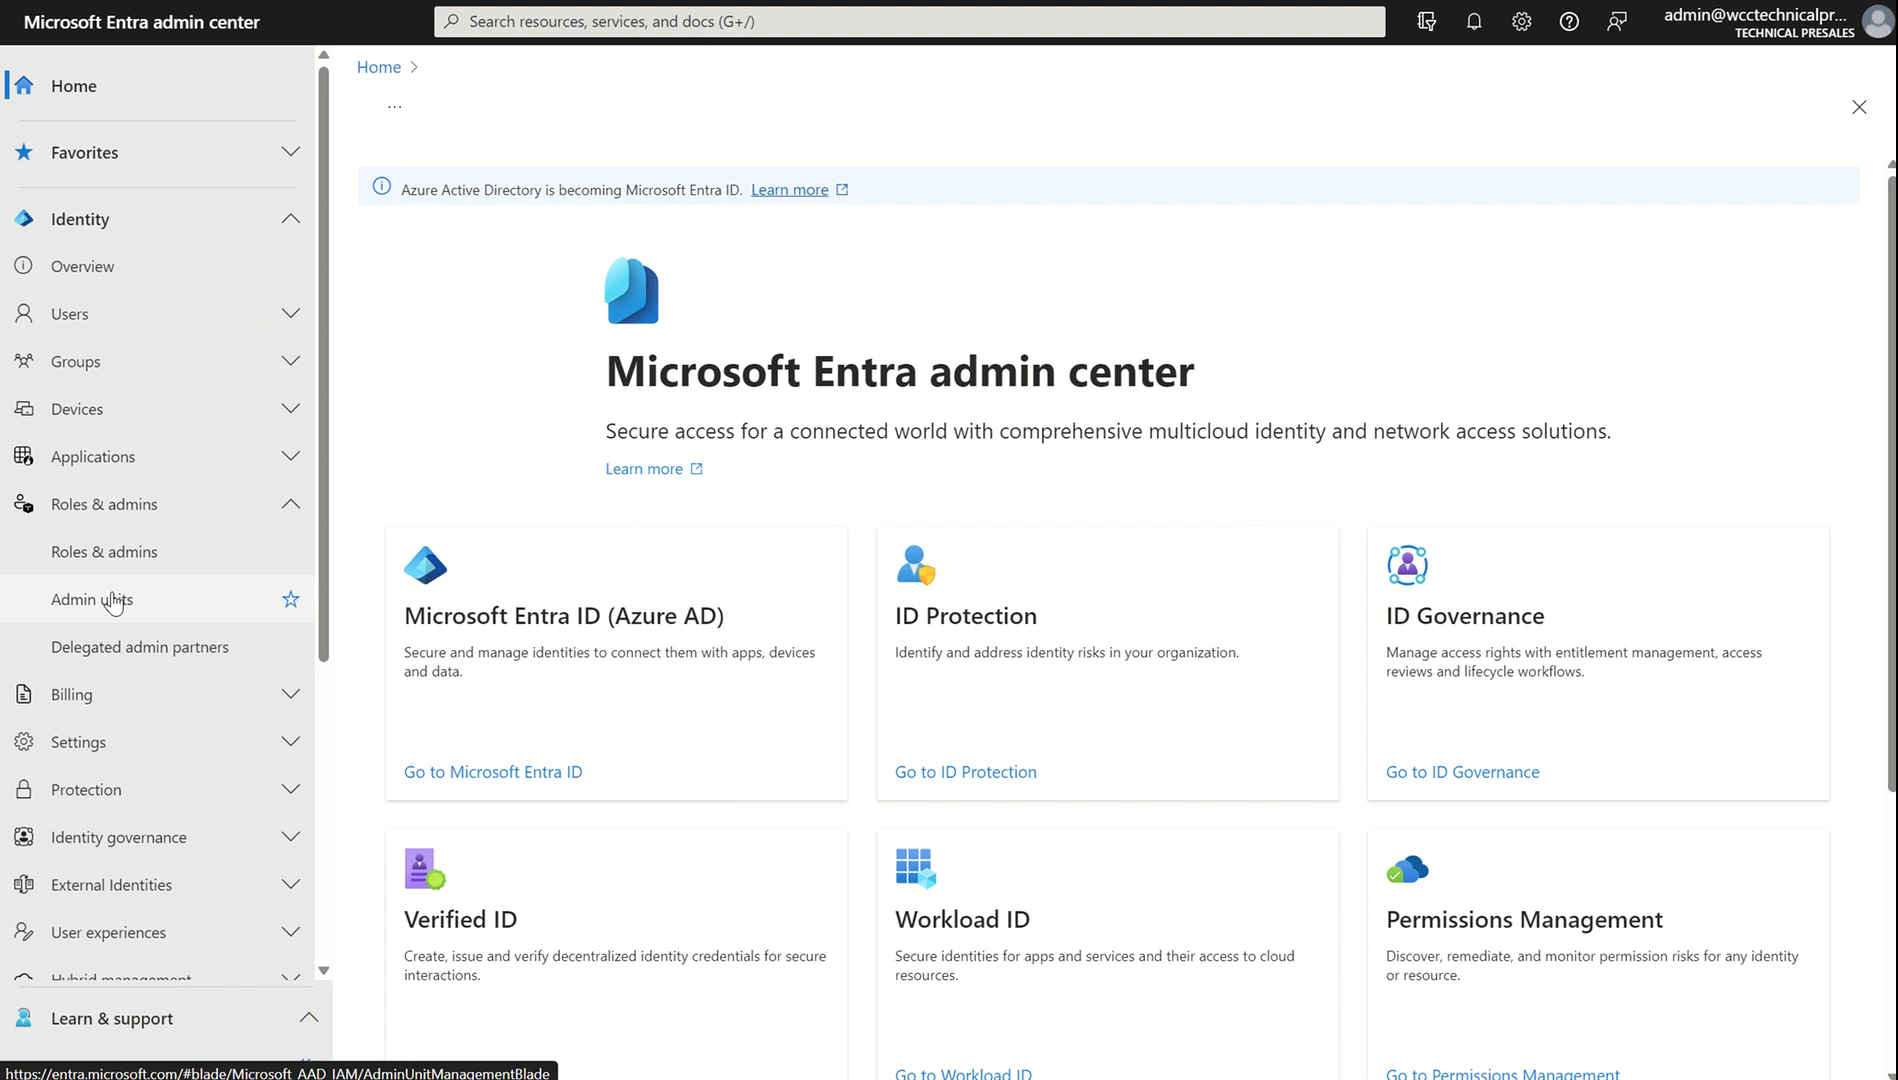 Microsoft Entra admin center
Search resources, services, and docs (G+/)
admin@wcctechnicalpr...
TECHNICAL PRESALES
Home
Favorites
Identity
Overview
Users
Groups
Devices
Applications
Roles & admins
Roles & admins
Admin units
Delegated admin partners
Billing
Settings
Protection
Identity governance
External Identities
User experiences
Hybrid management
Learn & support
https://entra.microsoft.com/#blade/Microsoft_AAD_IAM/AdminUnitManagementBlade
Home >
...
Azure Active Directory is becoming Microsoft Entra ID. Learn more
Microsoft Entra admin center
Secure access for a connected world with comprehensive multicloud identity and network access solutions.
Learn more
Microsoft Entra ID (Azure AD)
Secure and manage identities to connect them with apps, devices
and data.
Go to Microsoft Entra ID
ID Protection
Identify and address identity risks in your organization.
Go to ID Protection
ID Governance
Manage access rights with entitlement management, access
reviews and lifecycle workflows.
Go to ID Governance
Verified ID
Create, issue and verify decentralized identity credentials for secure
interactions.
Workload ID
Secure identities for apps and services and their access to cloud
resources.
Go to Workload ID
Permissions Management
Discover, remediate, and monitor permission risks for any identity
or resource.
Go to Permissions Management